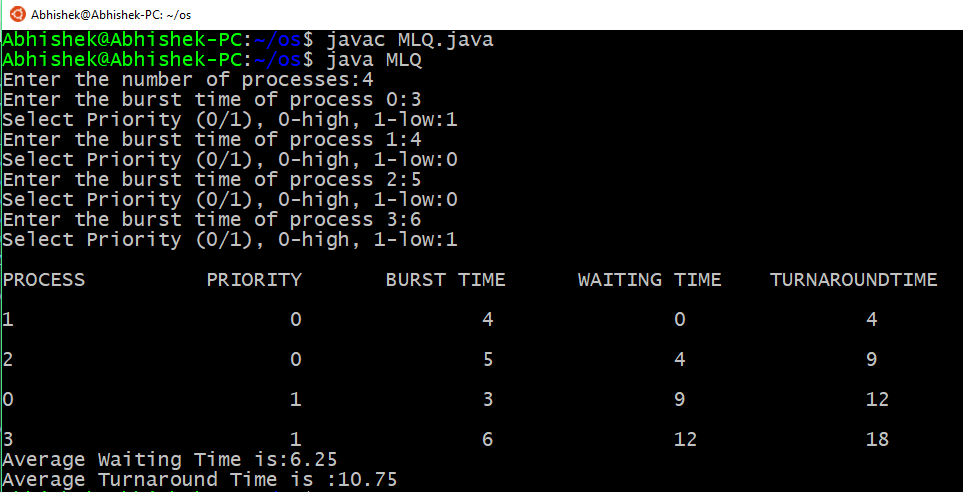 Abhishek@Abhishek-PC: ~/os
Abhishek@Abhishek-PC:~/os$ javac MLQ.java
Abhishek@Abhishek-PC:~/os$ java MLQ
Enter the number of processes:4
Enter the burst time of process 0:3
Select Priority (0/1), 0-high, 1-low:1
Enter the burst time of process 1:4
Select Priority (0/1), 0-high, 1-low:0
Enter the burst time of process 2:5
Select Priority (0/1), 0-high, 1-low:0
Enter the burst time of process 3:6
Select Priority (0/1), 0-high, 1-low:1
PROCESS PRIORITY BURST TIME WAITING TIME TURNAROUNDTIME
1 0 4 0 4
2 0 5 4 9
0 1 3 9 12
3 1 6 12 18
Average Waiting Time is:6.25
Average Turnaround Time is :10.75